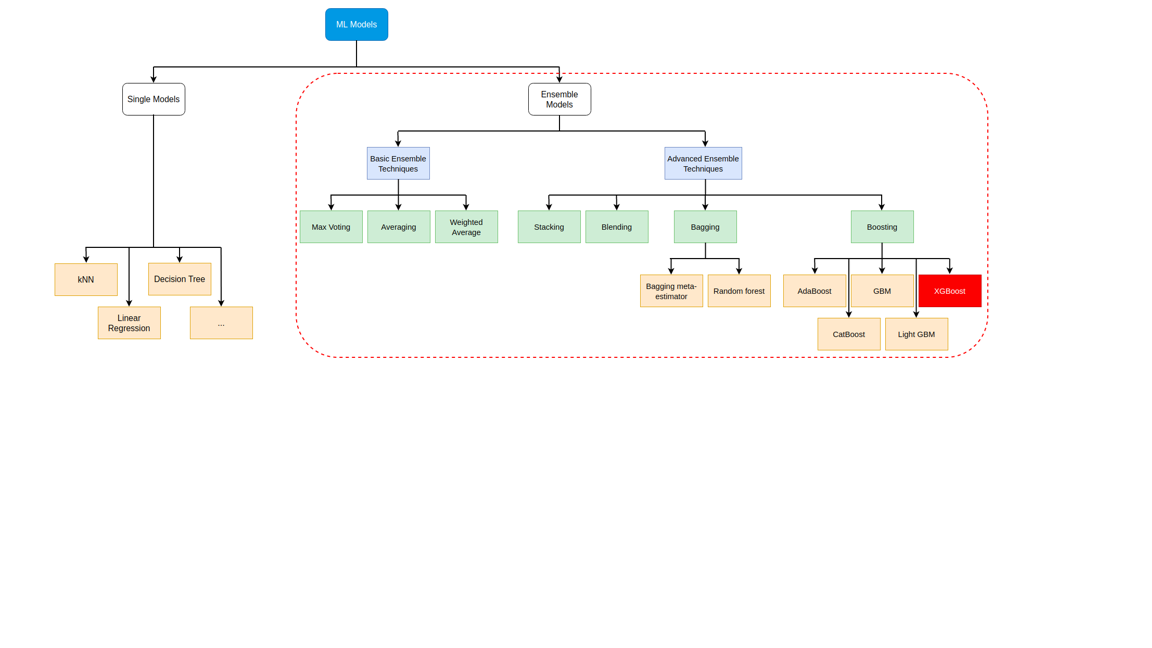 ML Models
Single Models
Ensemble
Models
Basic Ensemble
Techniques
Advanced Ensemble
Techniques
Max Voting
Averaging
Weighted
Average
Stacking
Blending
Bagging
Boosting
kNN
Decision Tree
Linear
Regression
...
Bagging meta-
estimator
Random forest
AdaBoost
GBM
XGBoost
CatBoost
Light GBM